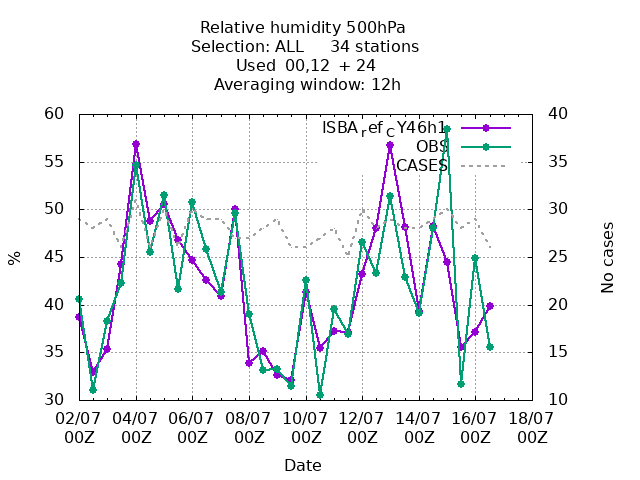 Relative humidity 500hPa
Selection: ALL 34 stations
Used 00,12 + 24
Averaging window: 12h
60 40
ISBArefCY46h1
OBS
CASES
55 35
50 30
45 25
% No cases
40 20
35 15
30 10
02/07 04/07 06/07 08/07 10/07 12/07 14/07 16/07 18/07
00Z 00Z 00Z 00Z 00Z 00Z 00Z 00Z 00Z
Date